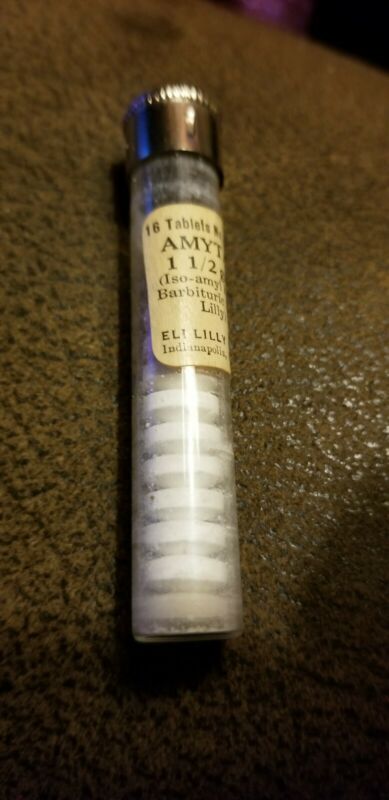 16 Tablets N
AMYT
1 1/2
(Iso-amyl
Barbituric
Lilly)
ELI LILLY
Indianapolis,